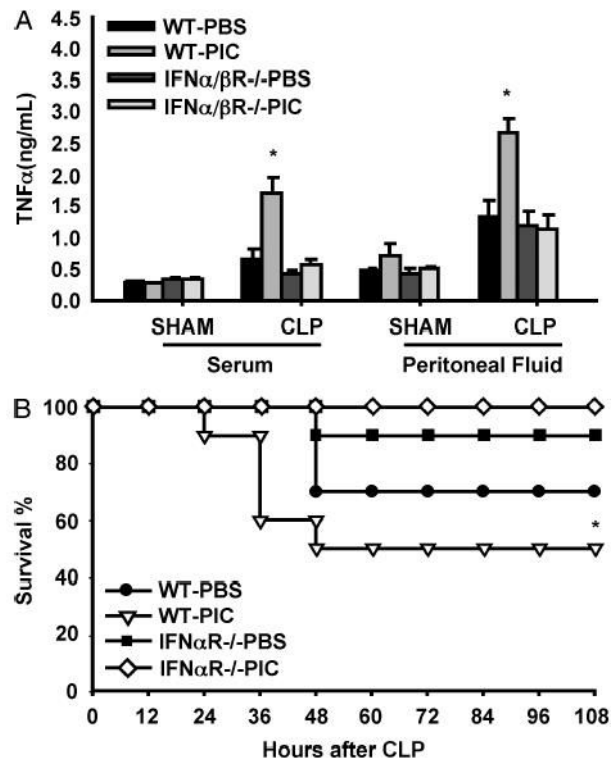 A
WT-PBS
WT-PIC
IFNα/βR-/-PBS
IFNα/βR-/-PIC
TNFα(ng/mL)
4.5
4.0
3.5
3.0
2.5
2.0
1.5
1.0
0.5
0.0
*
*
SHAM CLP SHAM CLP
Serum Peritoneal Fluid
B
Survival %
100
80
60
40
20
0
*
WT-PBS
WT-PIC
IFNαR-/-PBS
IFNαR-/-PIC
0 12 24 36 48 60 72 84 96 108
Hours after CLP